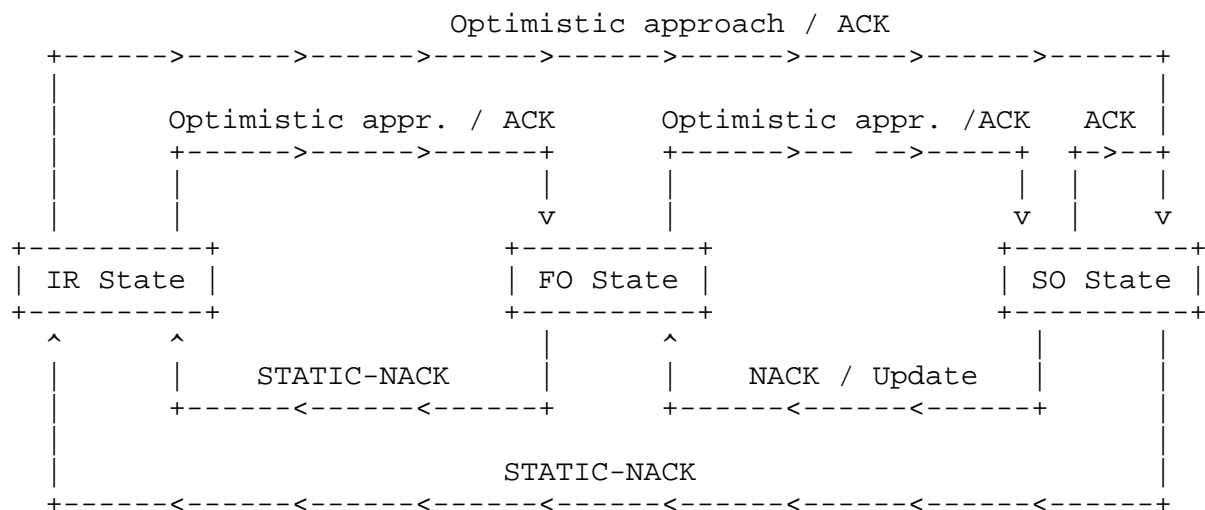 Optimistic approach / ACK
Optimistic appr. / ACK Optimistic appr. /ACK ACK
IR State FO State SO State
STATIC-NACK NACK / Update
STATIC-NACK